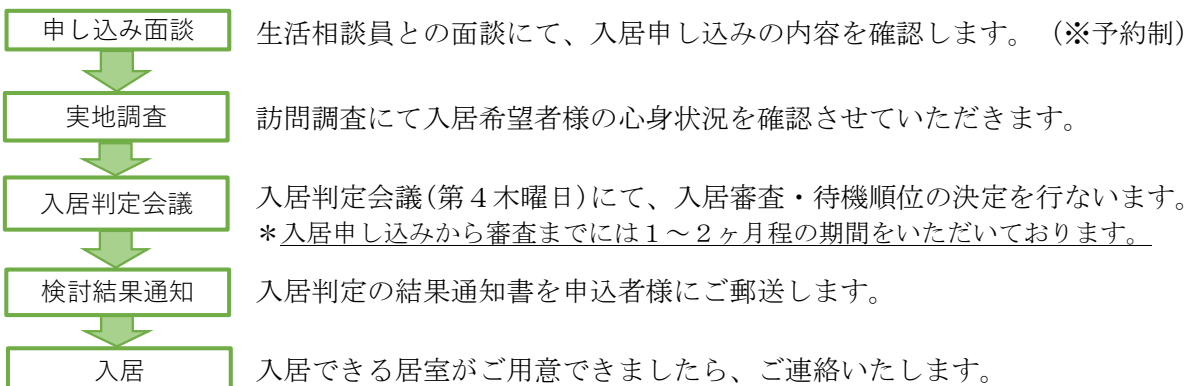 申し込み面談
生活相談員との面談にて、入居申し込みの内容を確認します。（※予約制）
実地調査
訪問調査にて入居希望者様の心身状況を確認させていただきます。
入居判定会議
入居判定会議(第４木曜日)にて、入居審査・待機順位の決定を行ないます。
＊入居申し込みから審査までには１～２ヶ月程の期間をいただいております。
検討結果通知
入居判定の結果通知書を申込者様にご郵送します。
入居
入居できる居室がご用意できましたら、ご連絡いたします。